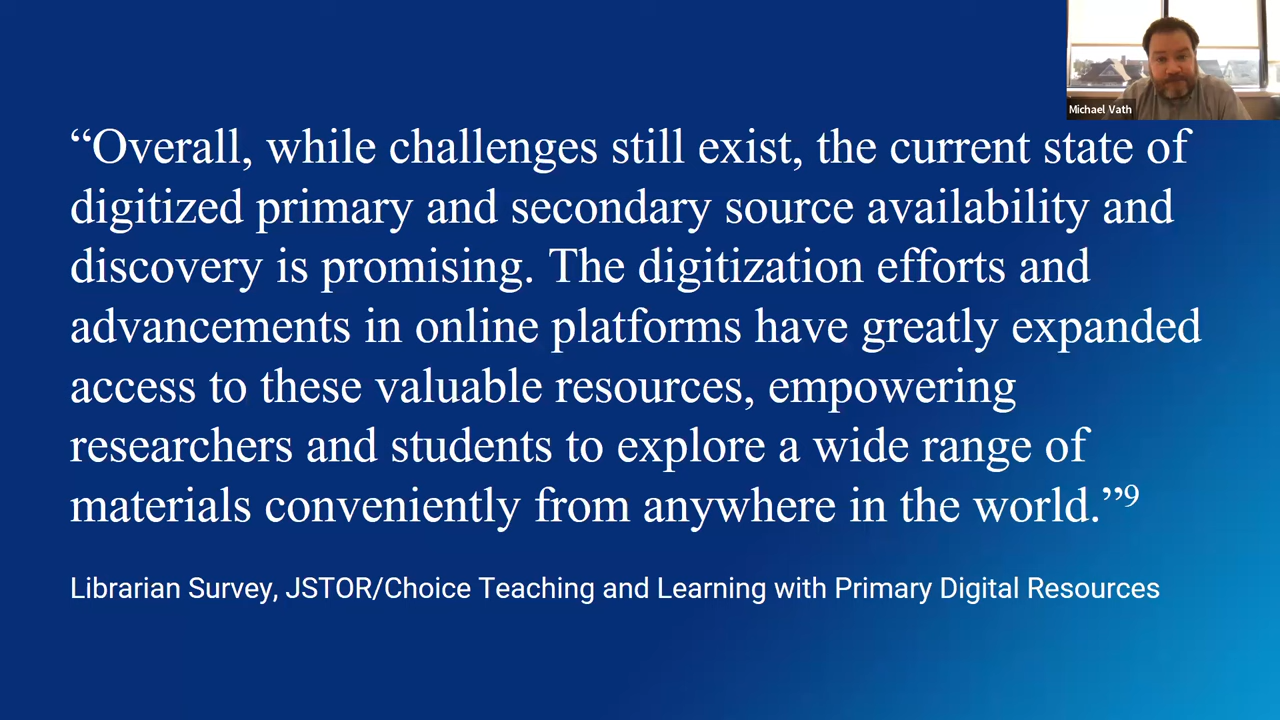 Michael Vath
“Overall, while challenges still exist, the current state of
digitized primary and secondary source availability and
discovery is promising. The digitization efforts and
advancements in online platforms have greatly expanded
access to these valuable resources, empowering
researchers and students to explore a wide range of
materials conveniently from anywhere in the world.”⁹
Librarian Survey, JSTOR/Choice Teaching and Learning with Primary Digital Resources